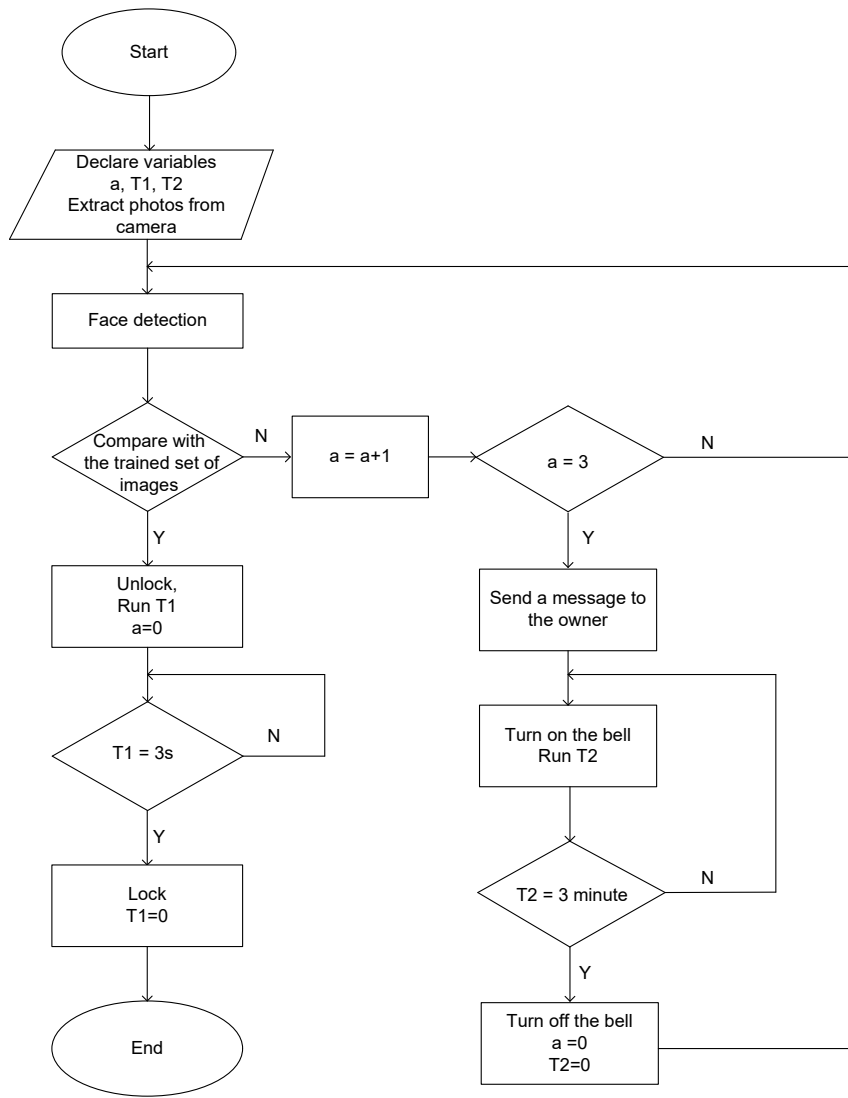 Start
Declare variables
a, T1, T2
Extract photos from
camera
Face detection
Compare with
the trained set of
images
N
a = a+1
a = 3
N
Y
Y
Unlock,
Run T1
a=0
Send a message to
the owner
T1 = 3s
N
Turn on the bell
Run T2
Y
T2 = 3 minute
N
Lock
T1=0
Y
End
Turn off the bell
a =0
T2=0